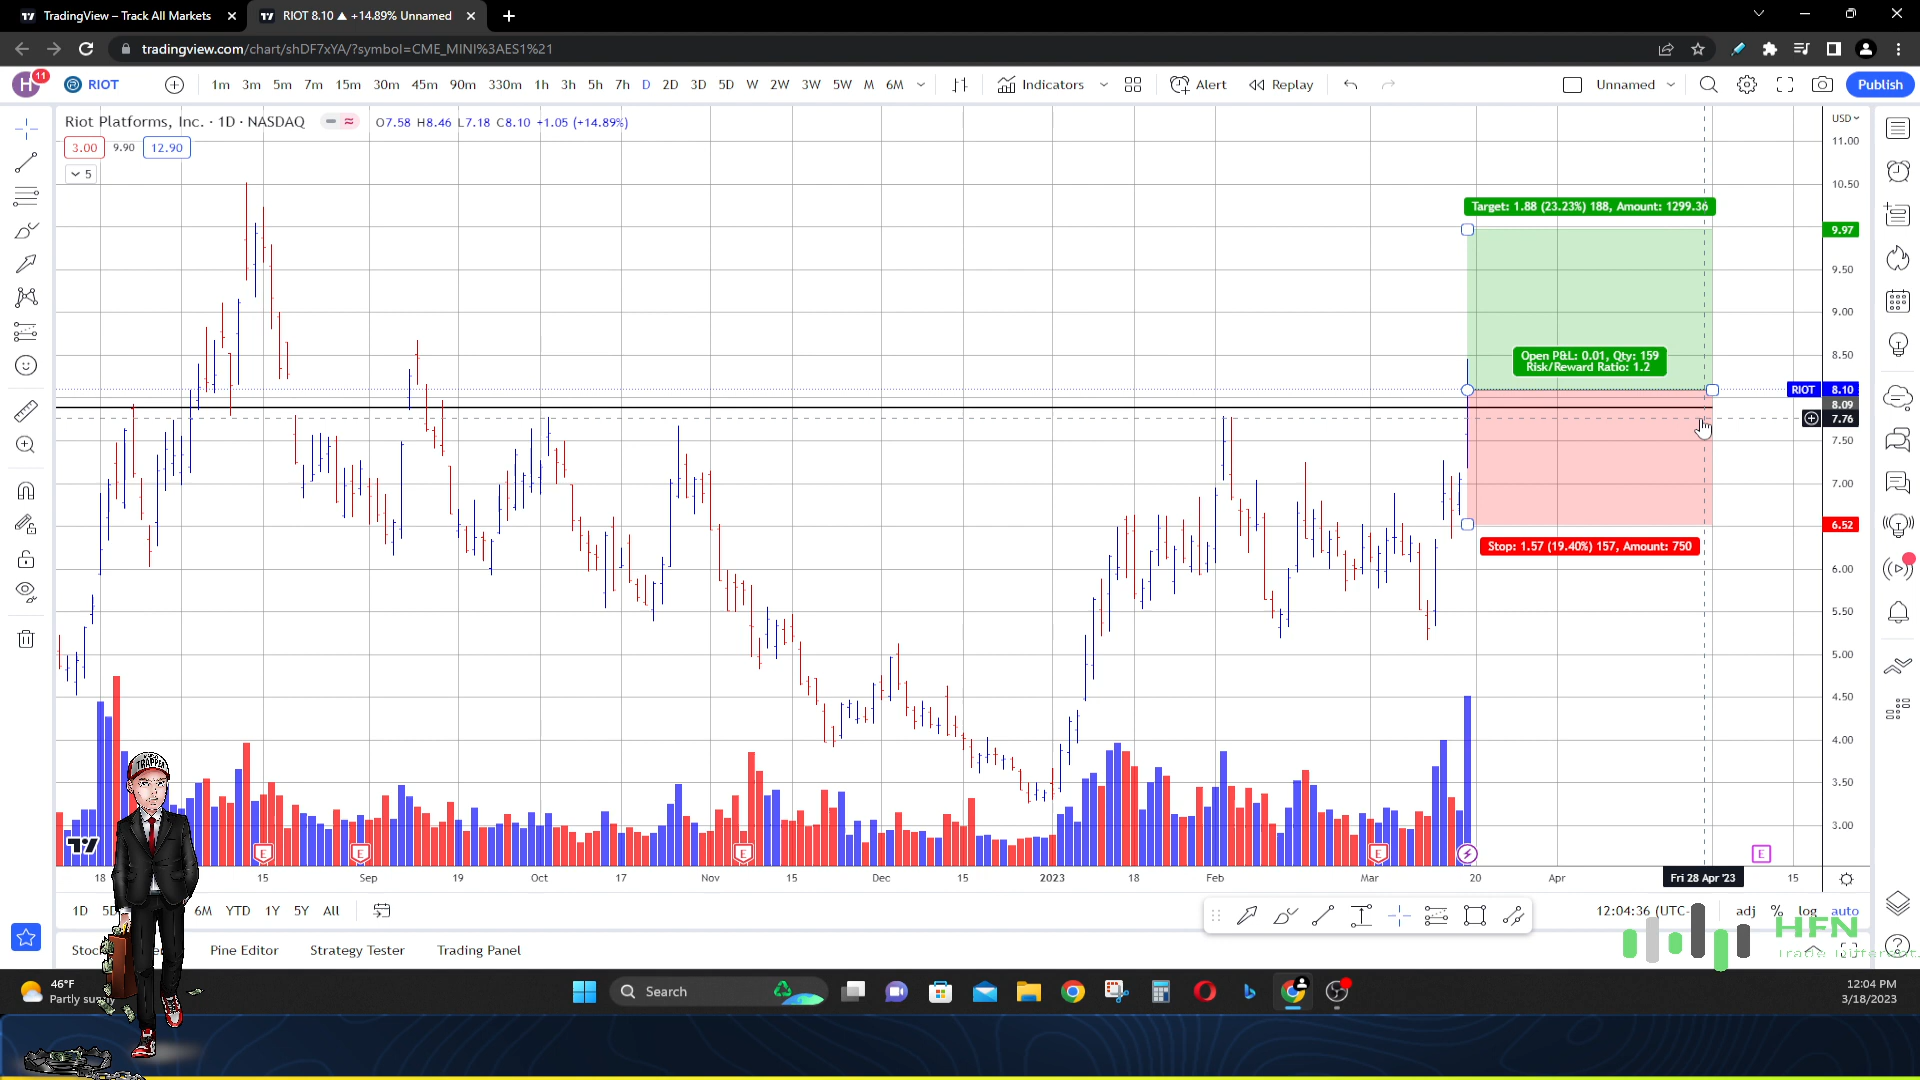 TradingView – Track All Markets
RIOT 8.10 ▲ +14.89% Unnamed
tradingview.com/chart/shDF7xYA/?symbol=CME_MINI%3AES1%21
H 11 RIOT 1m 3m 5m 7m 15m 30m 45m 90m 330m 1h 3h 5h 7h D 2D 3D 5D W 2W 3W 5W M 6M Indicators Alert Replay Unnamed Publish
Riot Platforms, Inc. · 1D · NASDAQ O7.58 H8.46 L7.18 C8.10 +1.05 (+14.89%)
USD
3.00 9.90 12.90
5
11.00
10.50
Target: 1.88 (23.23%) 188, Amount: 1299.36
9.97
9.50
9.00
8.50
Open P&L: 0.01, Qty: 159
Risk/Reward Ratio: 1.2
RIOT 8.10
8.09
7.76
7.50
7.00
6.52
Stop: 1.57 (19.40%) 157, Amount: 750
6.00
5.50
5.00
4.50
4.00
3.50
3.00
TRAPPER
E E E E E
18 15 Sep 19 Oct 17 Nov 15 Dec 15 2023 18 Feb Mar 20 Apr Fri 28 Apr '23 15
1D 5D 6M YTD 1Y 5Y All
12:04:36 (UTC- adj % log auto
HFN
Trade Different
Stoc Pine Editor Strategy Tester Trading Panel
46°F
Partly sunny
Search
12:04 PM
3/18/2023